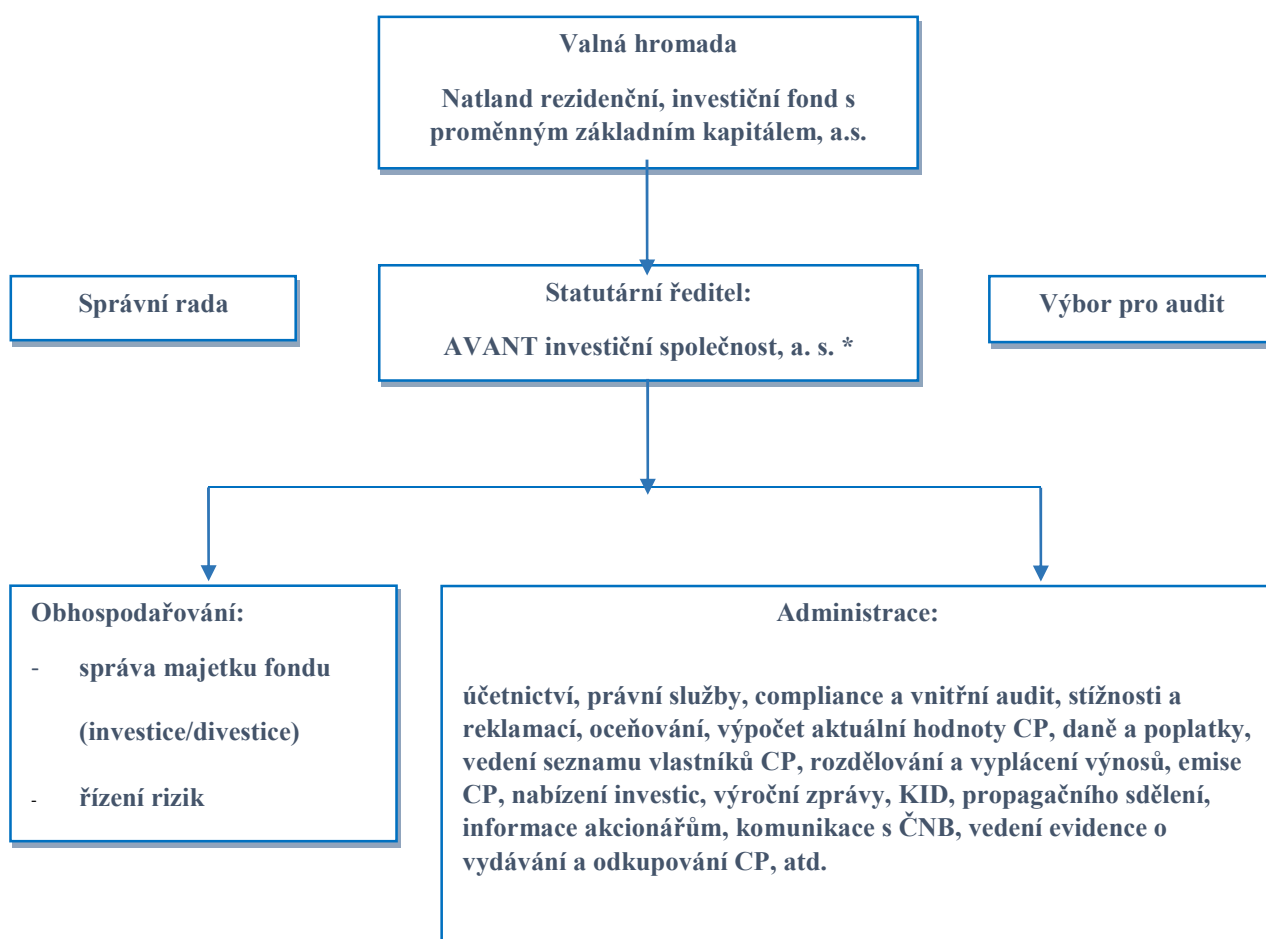 Valná hromada
Natland rezidenční, investiční fond s
proměnným základním kapitálem, a.s.
Správní rada
Statutární ředitel:
AVANT investiční společnost, a. s. *
Výbor pro audit
Obhospodařování:
- správa majetku fondu
(investice/divestice)
- řízení rizik
Administrace:
účetnictví, právní služby, compliance a vnitřní audit, stížnosti a
reklamací, oceňování, výpočet aktuální hodnoty CP, daně a poplatky,
vedení seznamu vlastníků CP, rozdělování a vyplácení výnosů, emise
CP, nabízení investic, výroční zprávy, KID, propagačního sdělení,
informace akcionářům, komunikace s ČNB, vedení evidence o
vydávání a odkupování CP, atd.